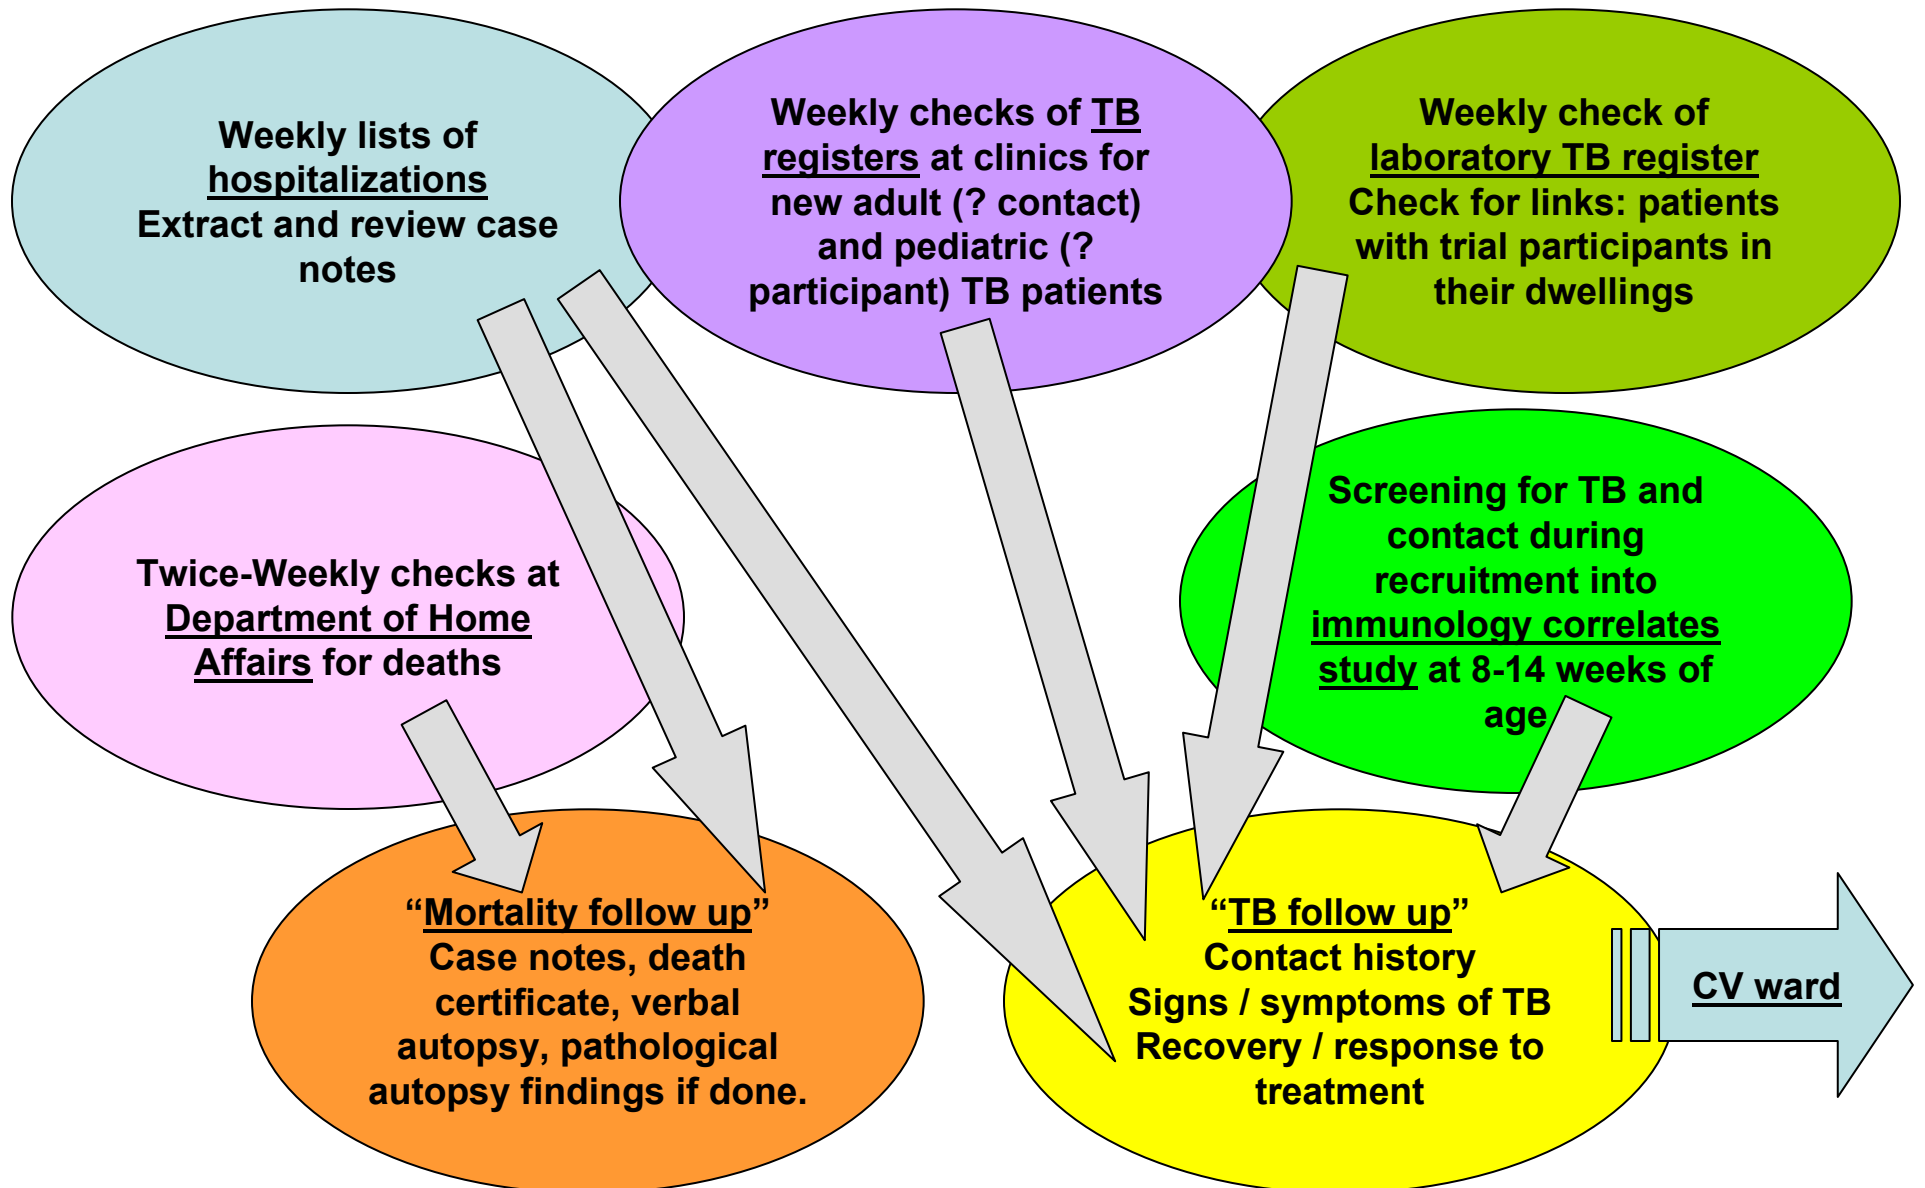 Weekly lists of
hospitalizations
Extract and review case
notes
Weekly checks of TB
registers at clinics for
new adult (? contact)
and pediatric (?
participant) TB patients
Weekly check of
laboratory TB register
Check for links: patients
with trial participants in
their dwellings
Twice-Weekly checks at
Department of Home
Affairs for deaths
Screening for TB and
contact during
recruitment into
immunology correlates
study at 8-14 weeks of
age
“Mortality follow up”
Case notes, death
certificate, verbal
autopsy, pathological
autopsy findings if done.
“TB follow up”
Contact history
Signs / symptoms of TB
Recovery / response to
treatment
CV ward